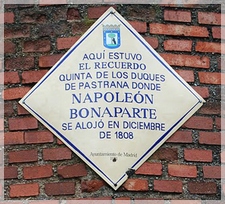 AQUÍ ESTUVO
EL RECUERDO
QUINTA DE LOS DUQUES
DE PASTRANA DONDE
NAPOLEÓN
BONAPARTE
SE ALOJÓ EN DICIEMBRE
DE 1808
Ayuntamiento de Madrid